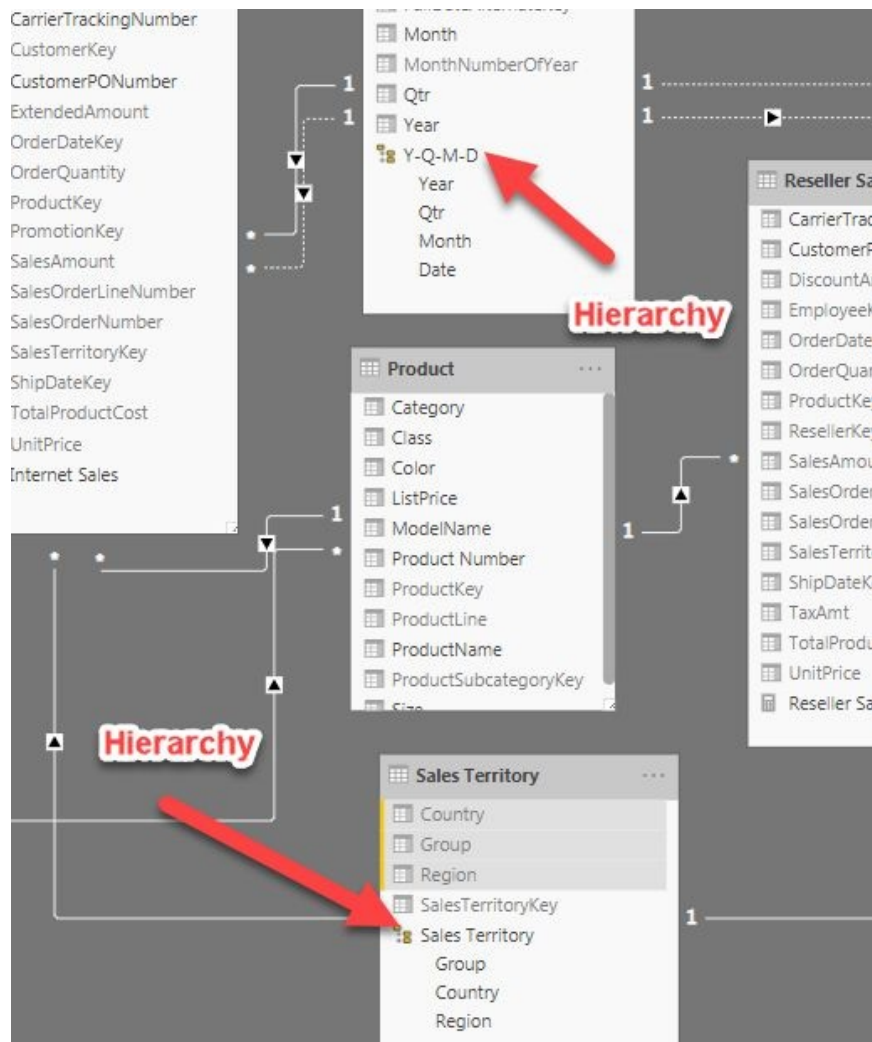 CarrierTrackingNumber
CustomerKey
CustomerPONumber
ExtendedAmount
OrderDateKey
OrderQuantity
ProductKey
PromotionKey
SalesAmount
SalesOrderLineNumber
SalesOrderNumber
SalesTerritoryKey
ShipDateKey
TotalProductCost
UnitPrice
Internet Sales
Month
MonthNumberOfYear
Qtr
Year
Y-Q-M-D
Year
Qtr
Month
Date
1
1
*
*
1
1
Hierarchy
Product ...
Category
Class
Color
ListPrice
ModelName
Product Number
ProductKey
ProductLine
ProductName
ProductSubcategoryKey
1
*
*
*
1
*
Reseller Sa
CarrierTrac
CustomerP
DiscountA
EmployeeK
OrderDate
OrderQuan
ProductKey
ResellerKey
SalesAmou
SalesOrder
SalesOrder
SalesTerrit
ShipDateK
TaxAmt
TotalProdu
UnitPrice
Reseller Sa
Hierarchy
Sales Territory ...
Country
Group
Region
SalesTerritoryKey
Sales Territory
Group
Country
Region
1